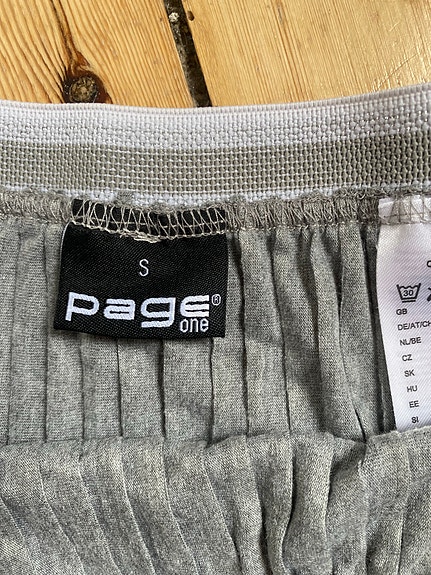 S
page®
one
C
30
GB
DE/AT/CH
NL/BE
CZ
SK
HU
EE
SI